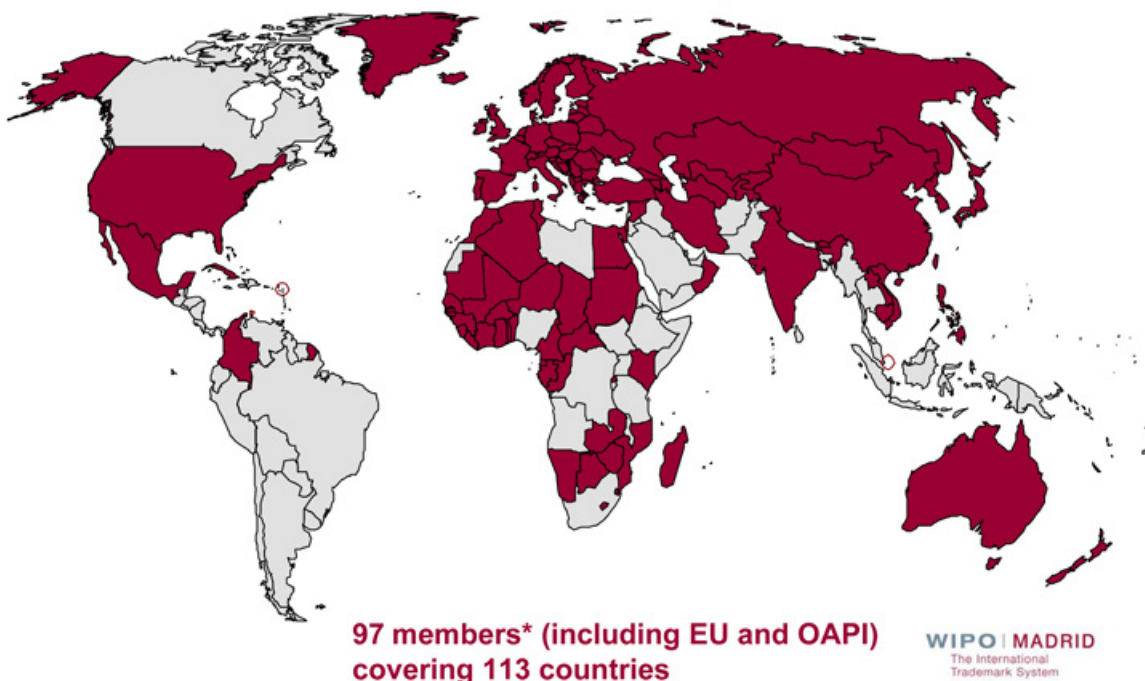 97 members* (including EU and OAPI)
covering 113 countries
WIPO | MADRID
The International
Trademark System